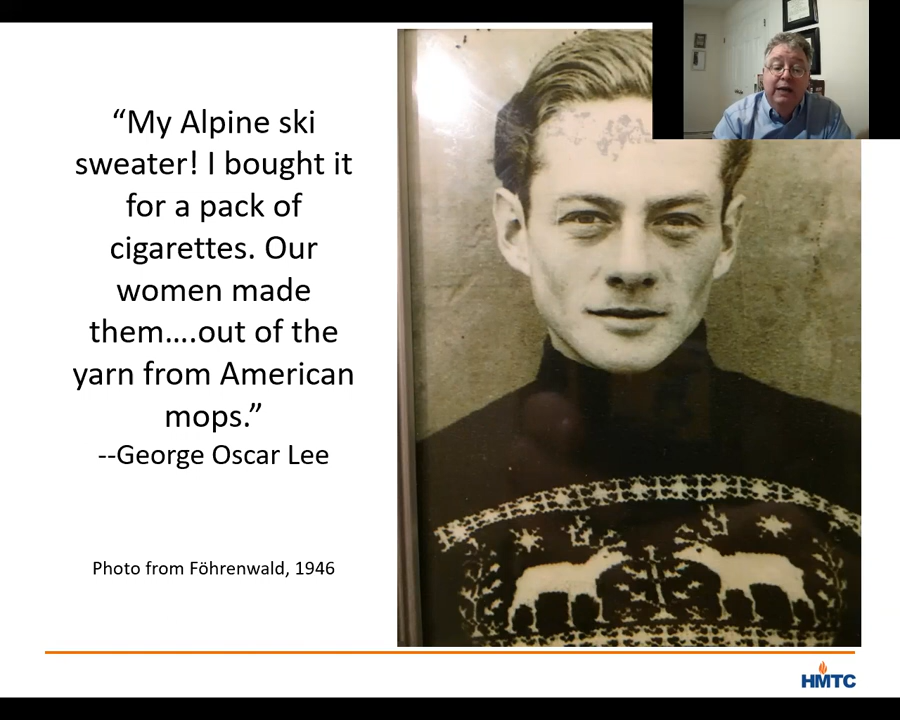 “My Alpine ski
sweater! I bought it
for a pack of
cigarettes. Our
women made
them....out of the
yarn from American
mops.”
--George Oscar Lee
Photo from Föhrenwald, 1946
HMTC